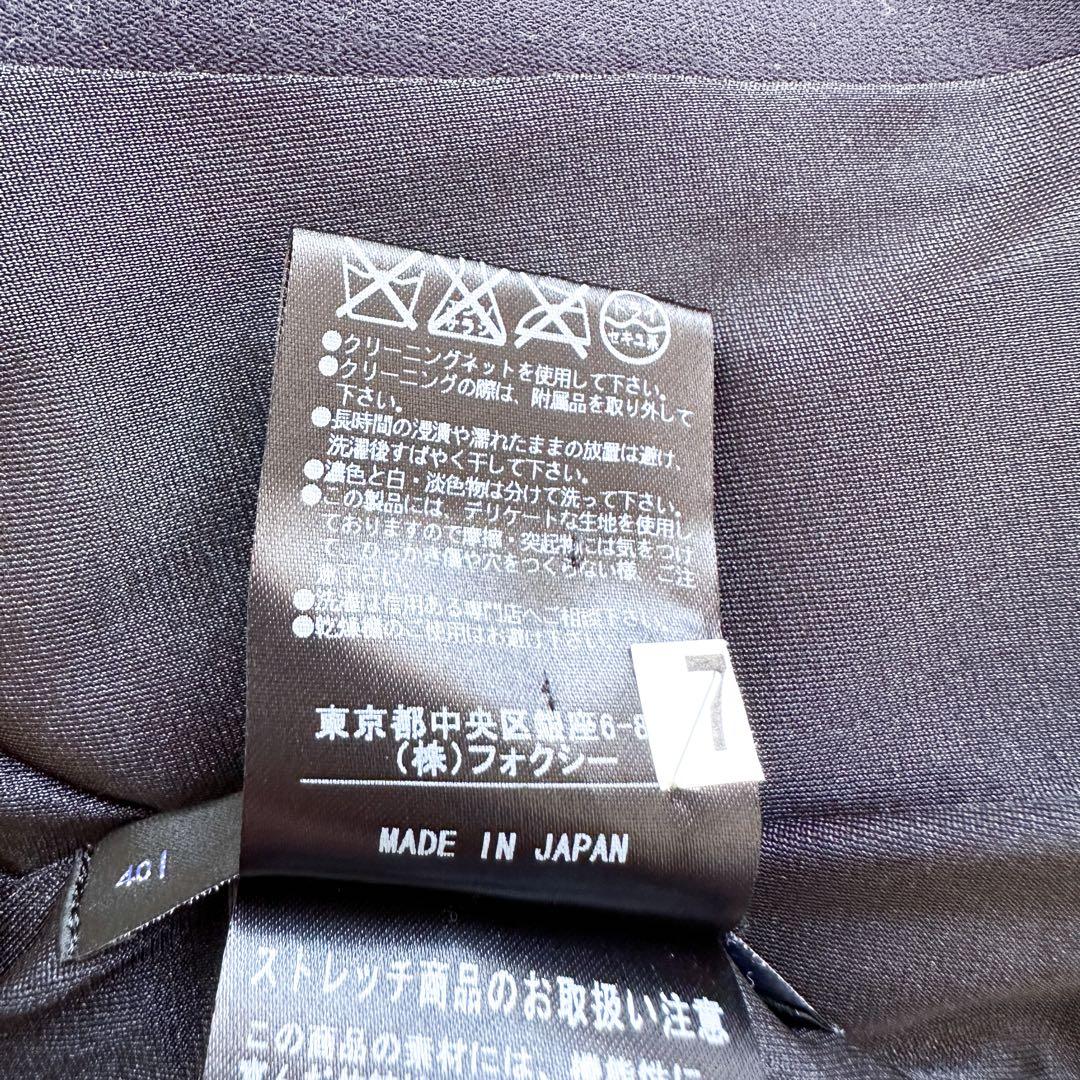 エンソ サラシ
ドライ
セキユ系
●クリーニングネットを使用して下さい。
●クリーニングの際は、附属品を取り外して
下さい。
●長時間の浸漬や濡れたままの放置は避け、
洗濯後すばやく干して下さい。
●濃色と白・淡色物は分けて洗って下さい。
●この製品には、デリケートな生地を使用し
ておりますので摩擦・突起物には気をつけ
て、ひっかき傷や穴をつくらない様、ご注
意下さい。
●洗濯は信用ある専門店へご相談下さい。
●乾燥機のご使用はお避け下さい。
7
東京都中央区銀座6-8
(株)フォクシー
MADE IN JAPAN
401
ストレッチ商品のお取扱い注意
この商品の素材には、機能性に